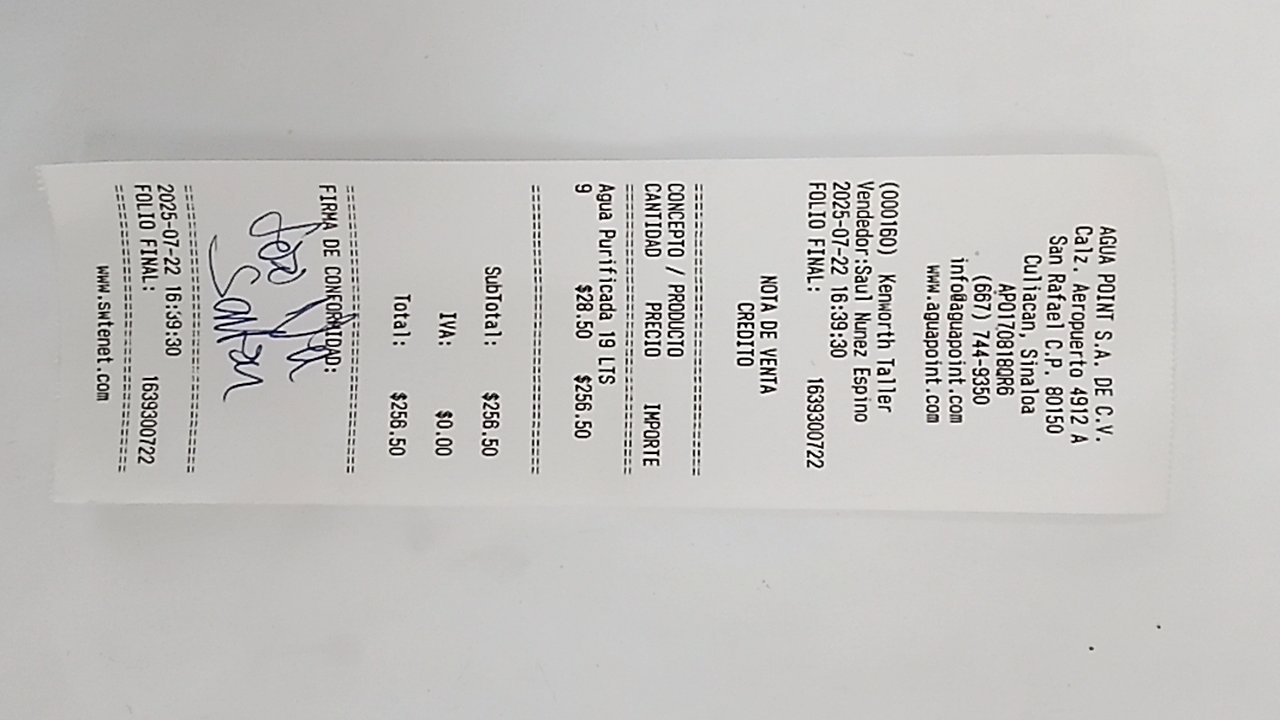 AGUA POINT S.A. DE C.V.
Calz. Aeropuerto 4912 A
San Rafael C.P. 80150
Culiacan, Sinaloa
APO170818QR6
(667) 744-9350
info@aguapoint.com
www.aguapoint.com
(000160) Kenworth Taller
Vendedor:Saul Nunez Espino
2025-07-22 16:39:30
FOLIO FINAL: 1639300722
NOTA DE VENTA
CREDITO
================================
CONCEPTO / PRODUCTO
CANTIDAD PRECIO IMPORTE
================================
Agua Purificada 19 LTS
9 $28.50 $256.50
================================
SubTotal: $256.50
IVA: $0.00
Total: $256.50
================================
FIRMA DE CONFORMIDAD:
================================
2025-07-22 16:39:30
FOLIO FINAL: 1639300722
================================
www.swtenet.com